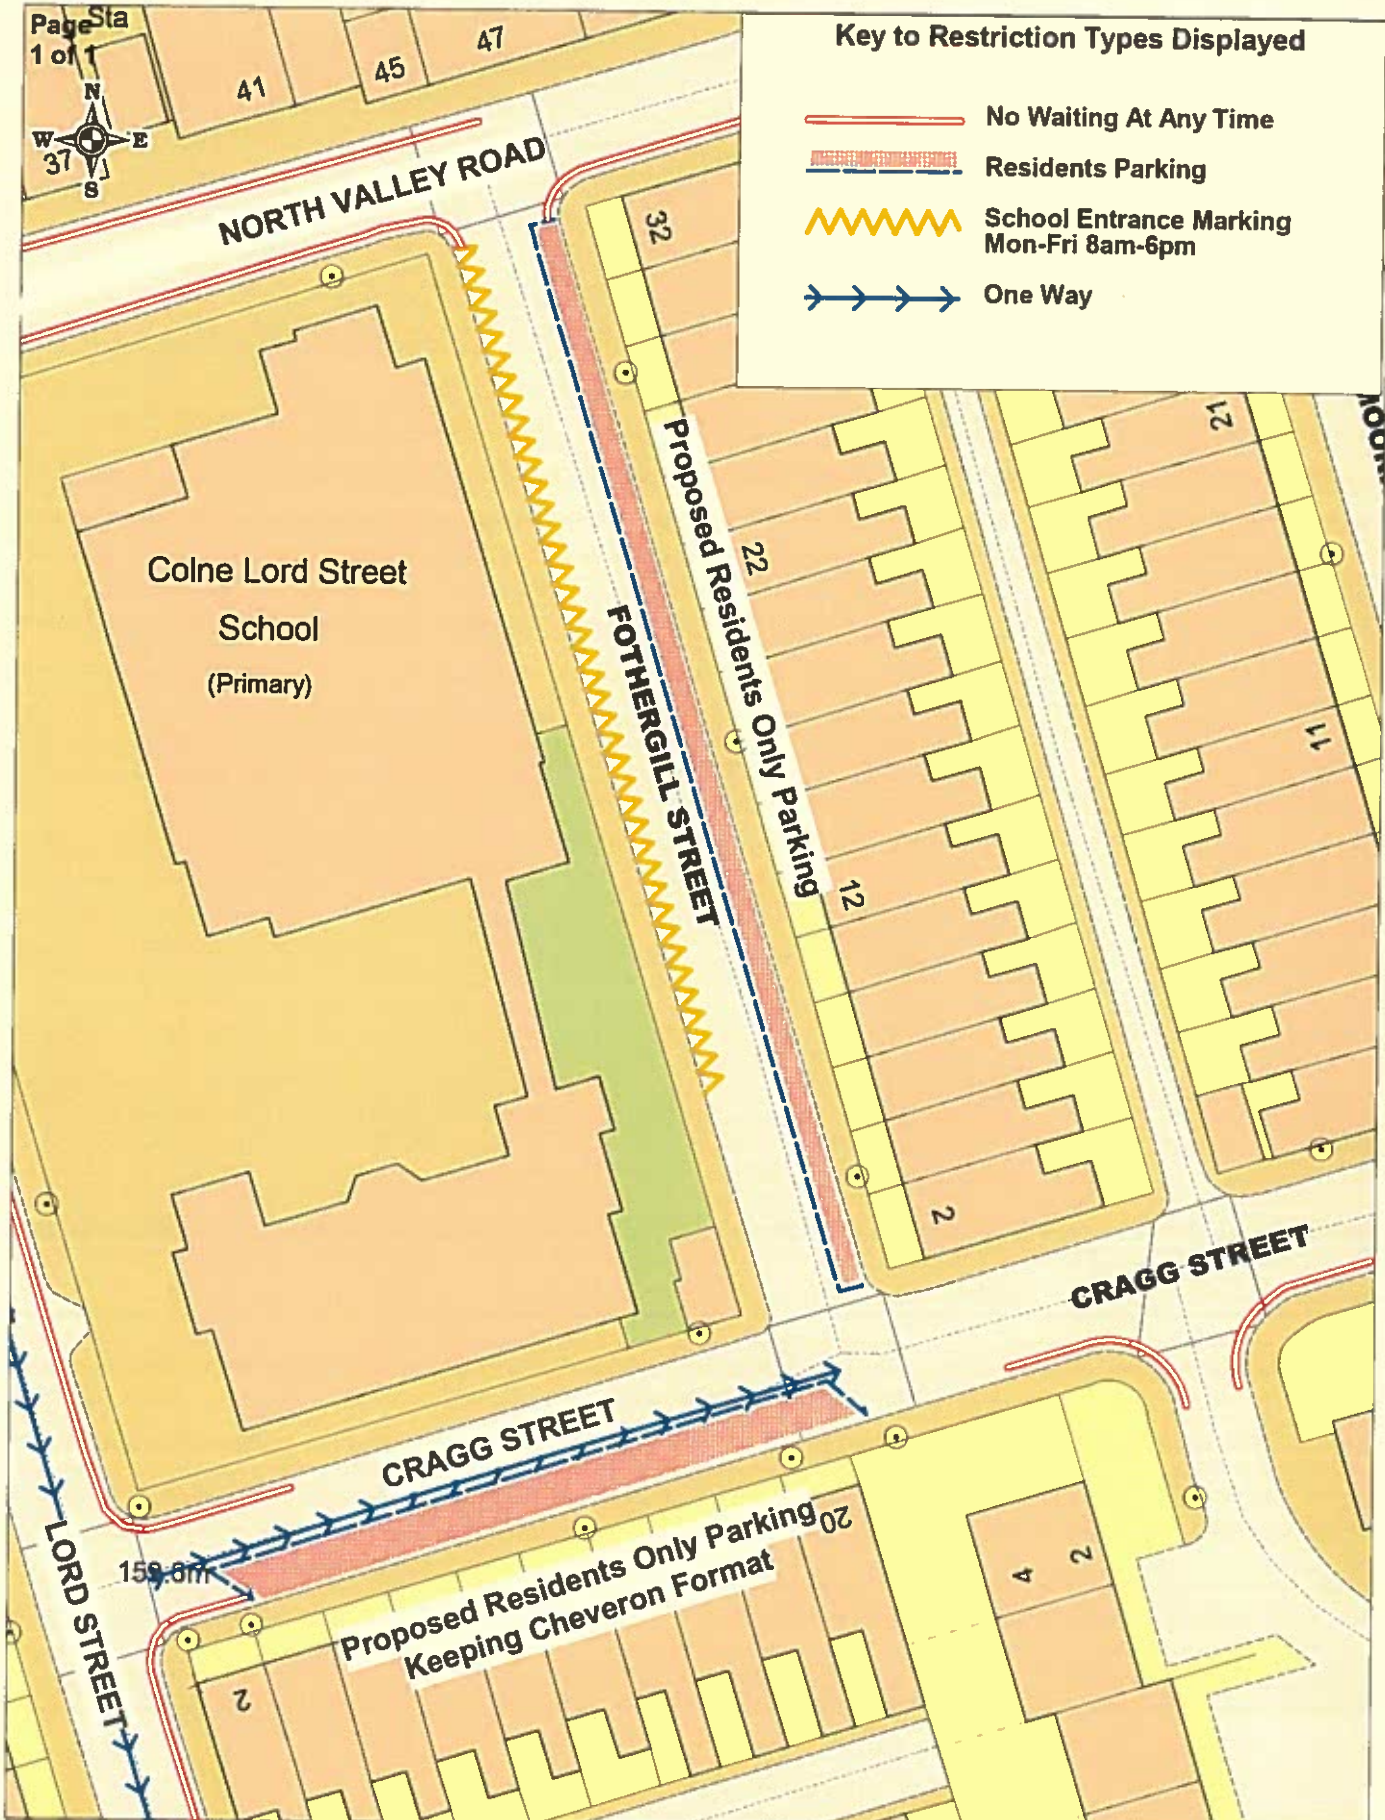 Page
1 of 1
Sta
N
W
E
S
37
41
45
47
Key to Restriction Types Displayed
No Waiting At Any Time
Residents Parking
School Entrance Marking
Mon-Fri 8am-6pm
One Way
NORTH VALLEY ROAD
32
21
Colne Lord Street
School
(Primary)
Proposed Residents Only Parking
22
FOTHERGILL STREET
11
12
2
CRAGG STREET
CRAGG STREET
LORD STREET
Proposed Residents Only Parking
Keeping Cheveron Format
20
4
2
2